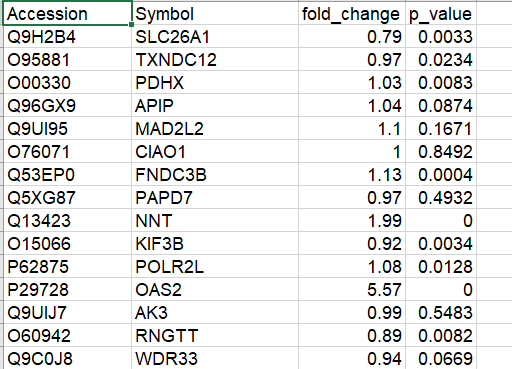 Accession Symbol fold_change p_value
Q9H2B4 SLC26A1 0.79 0.0033
O95881 TXNDC12 0.97 0.0234
O00330 PDHX 1.03 0.0083
Q96GX9 APIP 1.04 0.0874
Q9UI95 MAD2L2 1.1 0.1671
O76071 CIAO1 1 0.8492
Q53EP0 FNDC3B 1.13 0.0004
Q5XG87 PAPD7 0.97 0.4932
Q13423 NNT 1.99 0
O15066 KIF3B 0.92 0.0034
P62875 POLR2L 1.08 0.0128
P29728 OAS2 5.57 0
Q9UIJ7 AK3 0.99 0.5483
O60942 RNGTT 0.89 0.0082
Q9C0J8 WDR33 0.94 0.0669